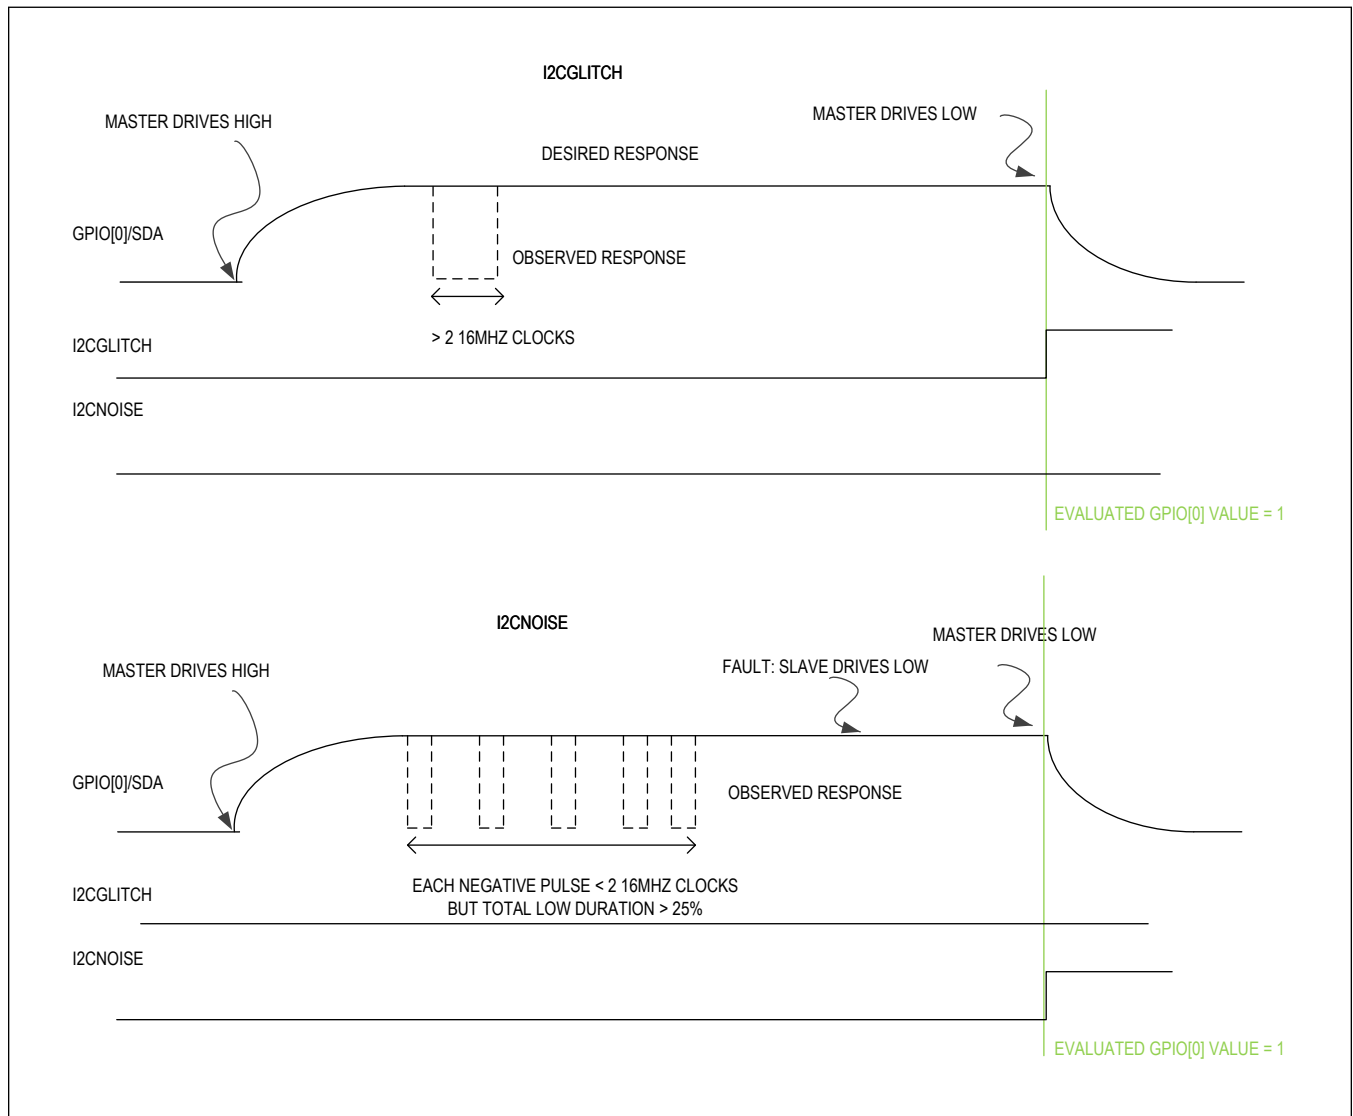 I2CGLITCH
MASTER DRIVES HIGH
MASTER DRIVES LOW
DESIRED RESPONSE
GPIO[0]/SDA
OBSERVED RESPONSE
> 2 16MHZ CLOCKS
I2CGLITCH
I2CNOISE
EVALUATED GPIO[0] VALUE = 1
I2CNOISE
MASTER DRIVES LOW
MASTER DRIVES HIGH
FAULT: SLAVE DRIVES LOW
GPIO[0]/SDA
OBSERVED RESPONSE
EACH NEGATIVE PULSE < 2 16MHZ CLOCKS
BUT TOTAL LOW DURATION > 25%
I2CGLITCH
I2CNOISE
EVALUATED GPIO[0] VALUE = 1